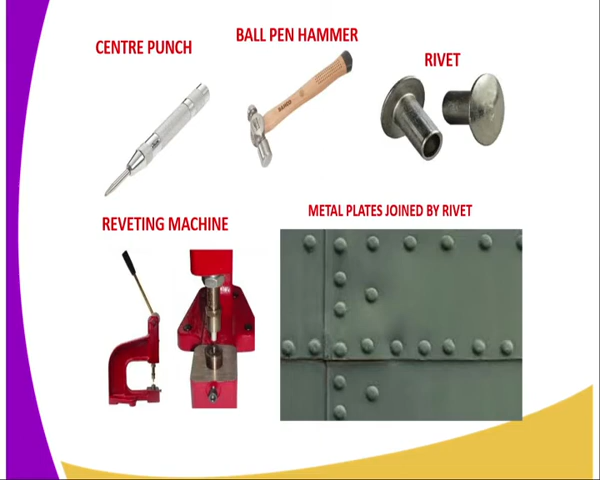 CENTRE PUNCH
BALL PEN HAMMER
RIVET
REVETING MACHINE
METAL PLATES JOINED BY RIVET